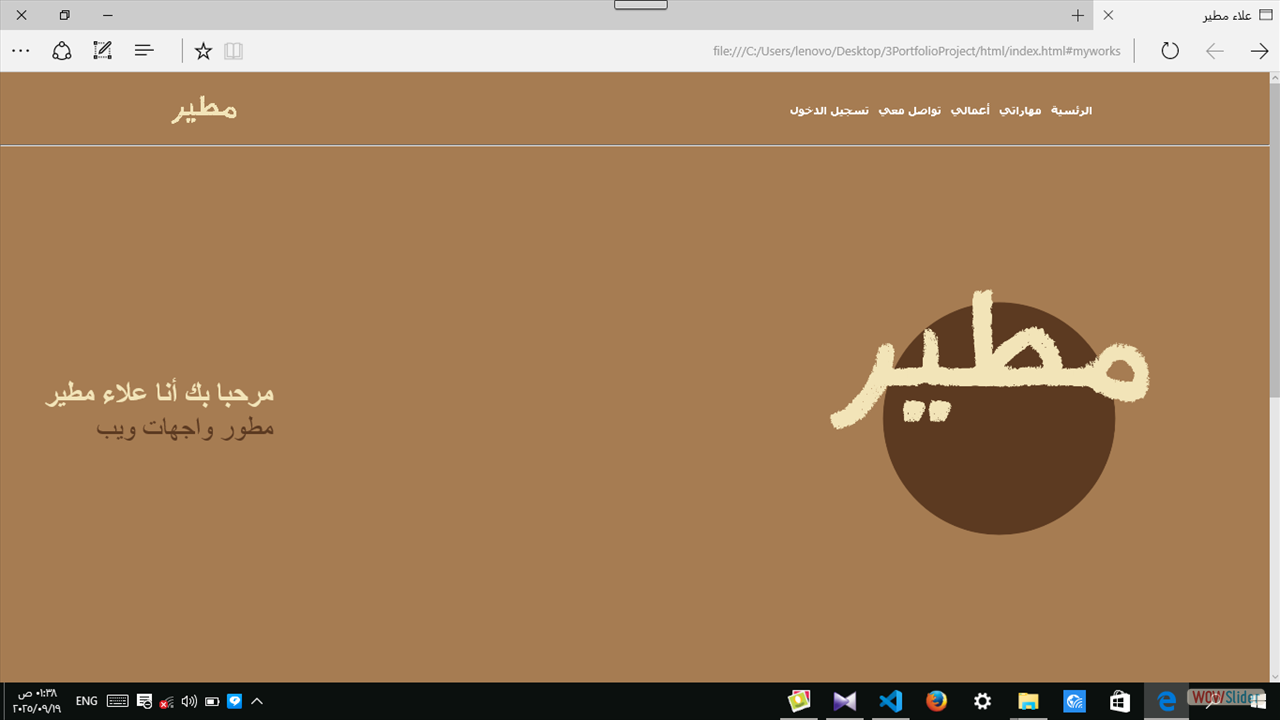 علاء مطير
file:///C:/Users/lenovo/Desktop/3PortfolioProject/html/index.html#myworks
الرئسية مهاراتي أعمالي تواصل معي تسجيل الدخول
مطير
مطير
مرحبا بك أنا علاء مطير
مطور واجهات ويب
ENG
٠١:٣٨ ص
٢٠٢٥/٠٩/١٩
WOWSlider